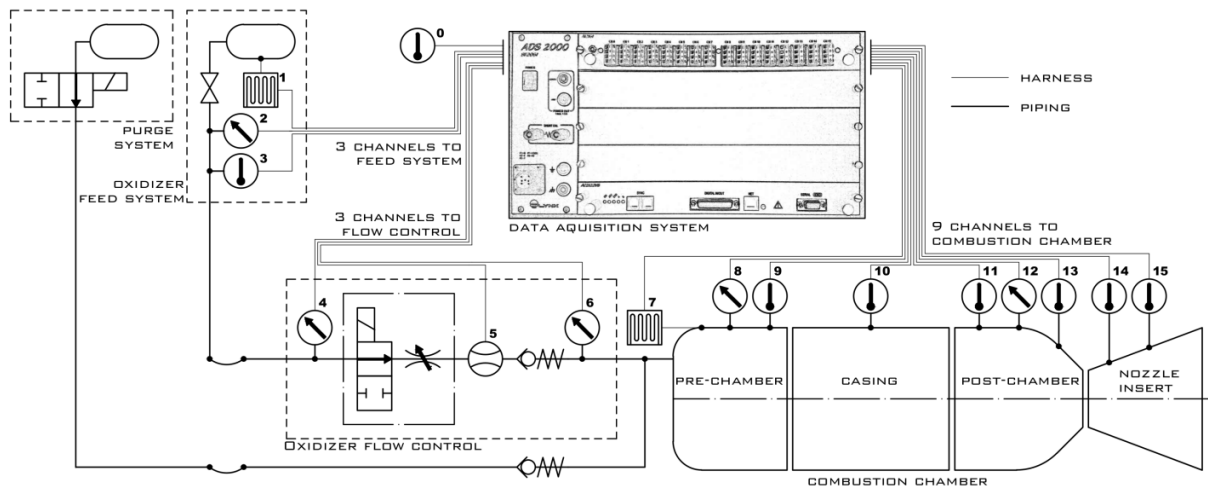 0
1
2
3
PURGE
SYSTEM
OXIDIZER
FEED SYSTEM
3 CHANNELS TO
FEED SYSTEM
3 CHANNELS TO
FLOW CONTROL
ADS 2000
DATA AQUISITION SYSTEM
HARNESS
PIPING
9 CHANNELS TO
COMBUSTION CHAMBER
4
5
6
7
8
9
10
11
12
13
14
15
PRE-CHAMBER
CASING
POST-CHAMBER
NOZZLE
INSERT
OXIDIZER FLOW CONTROL
COMBUSTION CHAMBER